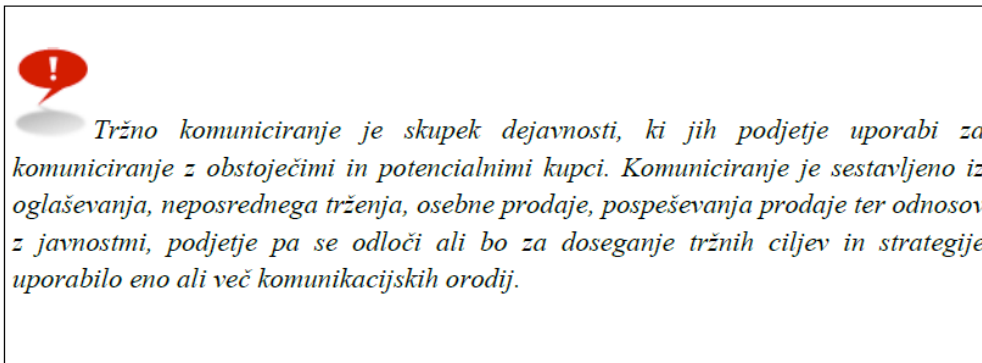 !
Tržno komuniciranje je skupek dejavnosti, ki jih podjetje uporabi za
komuniciranje z obstoječimi in potencialnimi kupci. Komuniciranje je sestavljeno iz
oglaševanja, neposrednega trženja, osebne prodaje, pospeševanja prodaje ter odnosov
z javnostmi, podjetje pa se odloči ali bo za doseganje tržnih ciljev in strategije
uporabilo eno ali več komunikacijskih orodij.